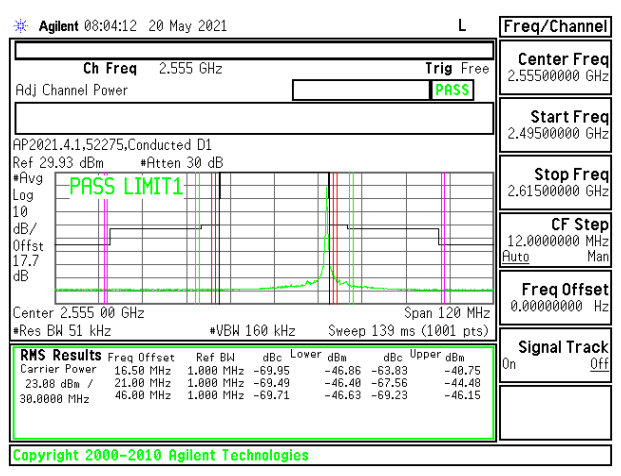 Agilent 08:04:12 20 May 2021 L
Freq/Channel
Ch Freq 2.555 GHz Trig Free
Adj Channel Power PASS
AP2021.4.1,52275,Conducted D1
Ref 29.93 dBm #Atten 30 dB
#Avg
Log
10
dB/
Offst
17.7
dB
PASS LIMIT1
Center 2.555 00 GHz Span 120 MHz
#Res BW 51 kHz #VBW 160 kHz Sweep 139 ms (1001 pts)
RMS Results Freq Offset Ref BW dBc Lower dBm dBc Upper dBm
Carrier Power 16.50 MHz 1.000 MHz -69.95 -46.86 -63.83 -40.75
23.08 dBm / 21.00 MHz 1.000 MHz -69.49 -46.40 -67.56 -44.48
30.0000 MHz 46.00 MHz 1.000 MHz -69.71 -46.63 -69.23 -46.15
Copyright 2000-2010 Agilent Technologies
Center Freq
2.55500000 GHz
Start Freq
2.49500000 GHz
Stop Freq
2.61500000 GHz
CF Step
12.0000000 MHz
Auto Man
Freq Offset
0.00000000 Hz
Signal Track
On Off